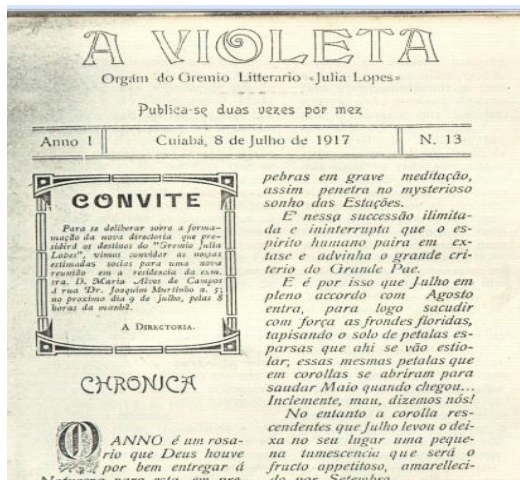 A VIOLETA
Orgám do Gremio Litterario «Julia Lopes»
Publica-se duas vezes por mez
Anno I
Cuiabá, 8 de Julho de 1917
N. 13
CONVITE
Para se deliberar sobre a forma-
mação da nova directoria que pre-
sidirá os destinos do "Gremio Julia
Lopes", vimos convidar as nossas
estimadas socias para uma nova
reunião em a residencia da exm.
sra. D. Maria Alves de Campos
á rua Dr. Joaquim Murtinho n. 5;
no proximo dia 9 de julho, pelas 8
horas da manhã.
A DIRECTORIA.
CHRONICA
O ANNO é um rosa-
rio que Deus houve
por bem entregar á
Natureza para esta, em pre-
pebras em grave meditação,
assim penetra no mysterioso
sonho das Estações.
E' nessa successão ilimita-
da e ininterrupta que o es-
pirito humano paira em ex-
tase e advinha o grande cri-
terio do Grande Pae.
E é por isso que Julho em
pleno accordo com Agosto
entra, para logo sacudir
com força as frondes floridas,
tapisando o solo de petalas es-
parsas que ahi se vão estio-
lar, essas mesmas petalas que
em corollas se abriram para
saudar Maio quando chegou...
Inclemente, mau, dizemos nós!
No entanto a corolla res-
cendentes que Julho levou o dei-
xa no seu lugar uma peque-
na tumescencia que será o
fructo appetitoso, amarelleci-
do por Setembro.